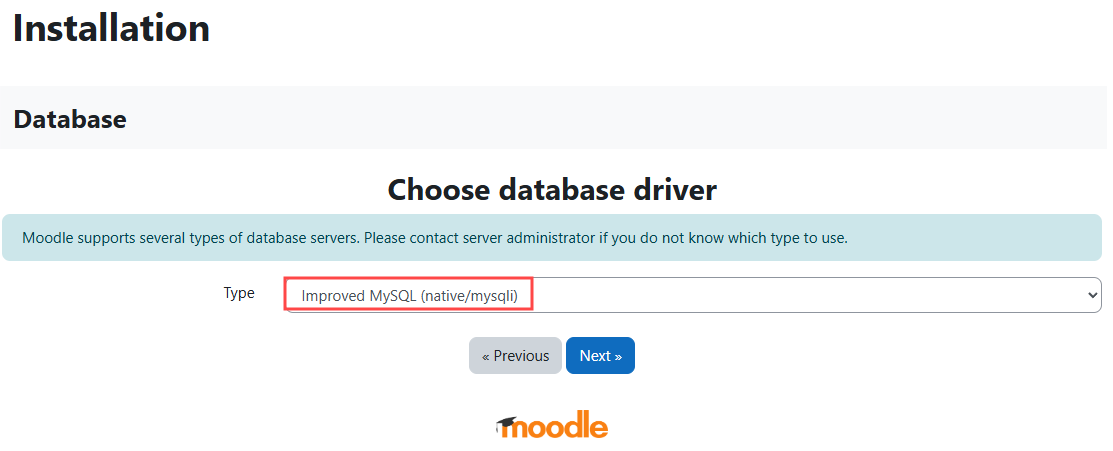 Installation
Database
Choose database driver
Moodle supports several types of database servers. Please contact server administrator if you do not know which type to use.
Type Improved MySQL (native/mysqli)
« Previous Next »
moodle